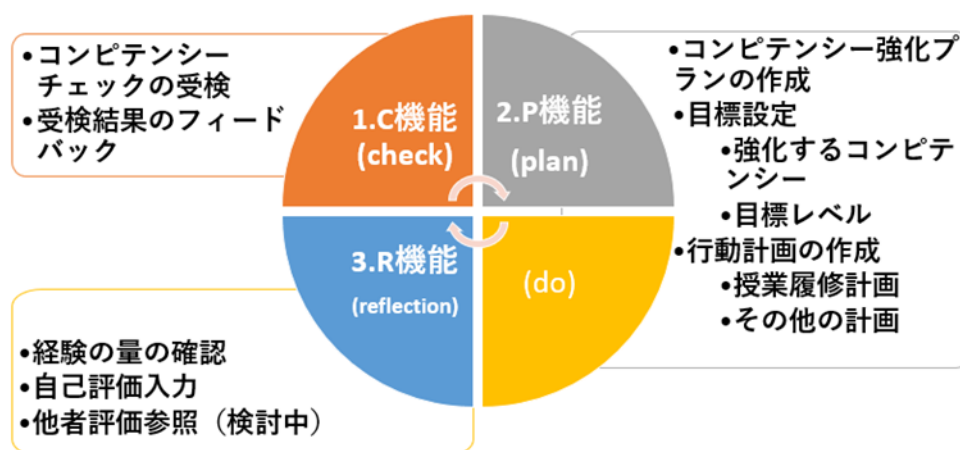 •コンピテンシー
チェックの受検
•受検結果のフィード
バック
1.C機能
(check)
2.P機能
(plan)
•コンピテンシー強化プ
ランの作成
•目標設定
•強化するコンピテ
ンシー
•目標レベル
•行動計画の作成
•授業履修計画
•その他の計画
3.R機能
(reflection)
(do)
•経験の量の確認
•自己評価入力
•他者評価参照（検討中）